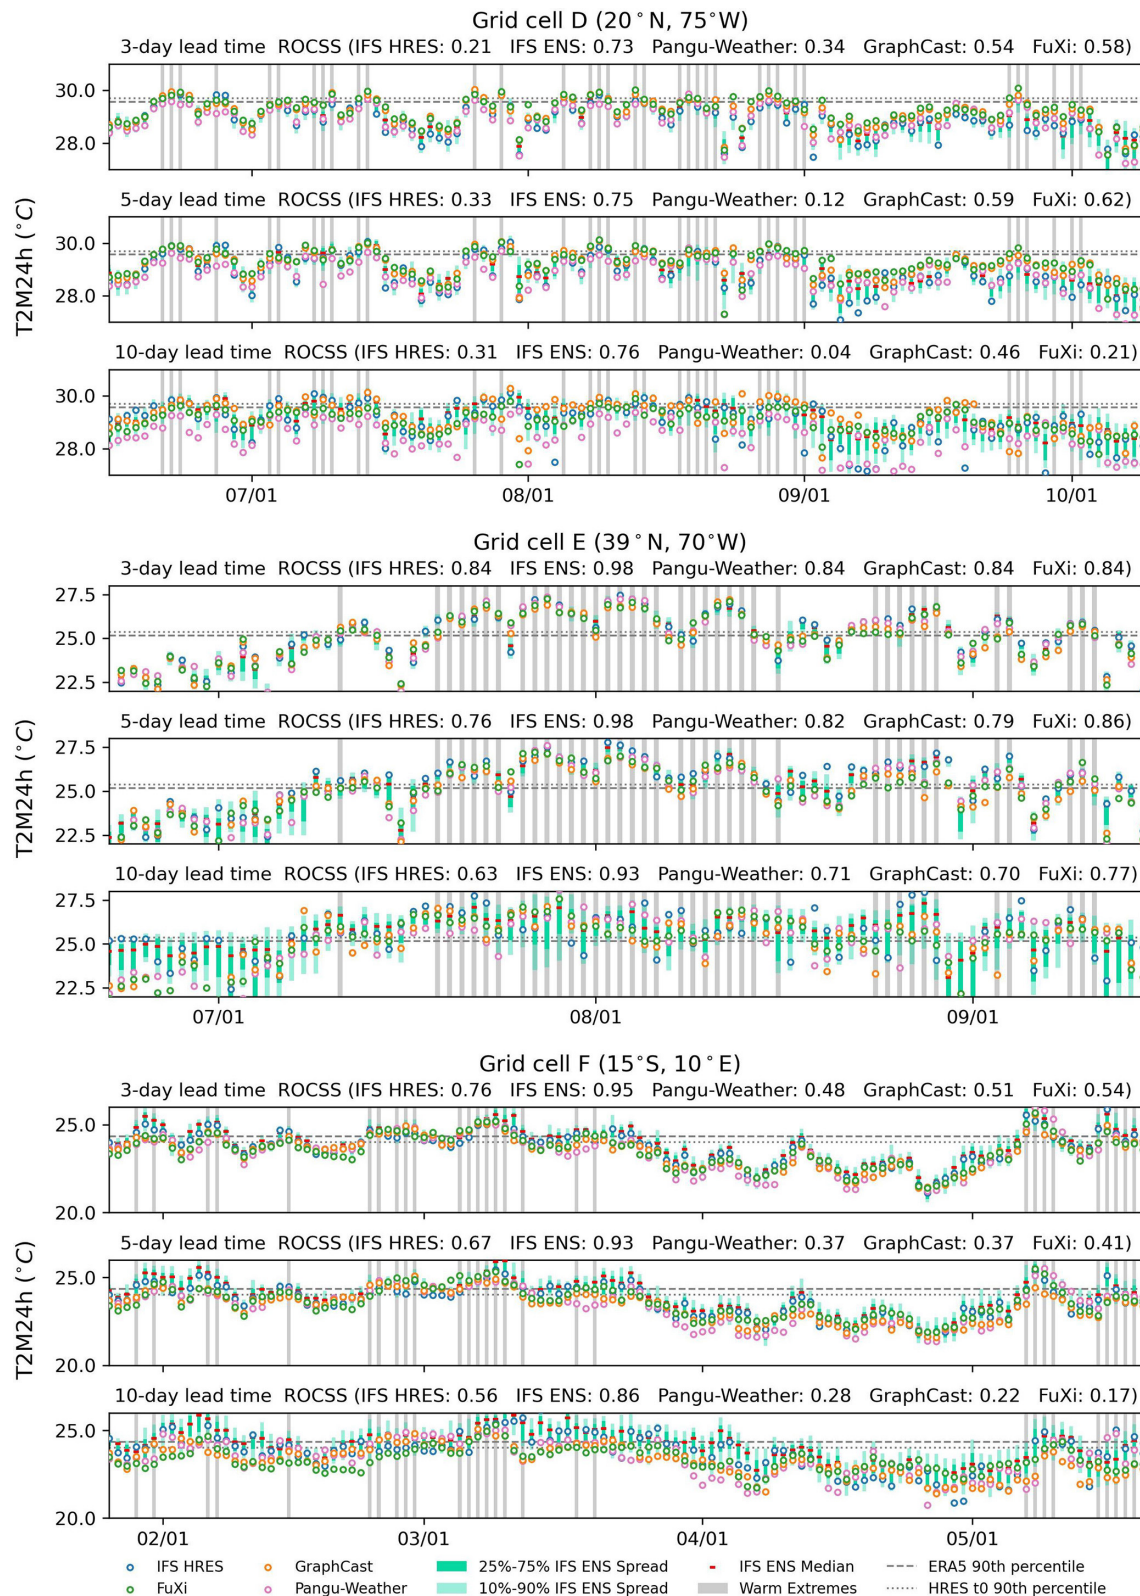 Grid cell D (20°N, 75°W)
3-day lead time ROCSS (IFS HRES: 0.21 IFS ENS: 0.73 Pangu-Weather: 0.34 GraphCast: 0.54 FuXi: 0.58)
30.0
28.0
5-day lead time ROCSS (IFS HRES: 0.33 IFS ENS: 0.75 Pangu-Weather: 0.12 GraphCast: 0.59 FuXi: 0.62)
30.0
T2M24h (°C)
28.0
10-day lead time ROCSS (IFS HRES: 0.31 IFS ENS: 0.76 Pangu-Weather: 0.04 GraphCast: 0.46 FuXi: 0.21)
30.0
28.0
07/01 08/01 09/01 10/01
Grid cell E (39°N, 70°W)
3-day lead time ROCSS (IFS HRES: 0.84 IFS ENS: 0.98 Pangu-Weather: 0.84 GraphCast: 0.84 FuXi: 0.84)
27.5
25.0
22.5
5-day lead time ROCSS (IFS HRES: 0.76 IFS ENS: 0.98 Pangu-Weather: 0.82 GraphCast: 0.79 FuXi: 0.86)
27.5
T2M24h (°C)
25.0
22.5
10-day lead time ROCSS (IFS HRES: 0.63 IFS ENS: 0.93 Pangu-Weather: 0.71 GraphCast: 0.70 FuXi: 0.77)
27.5
25.0
22.5
07/01 08/01 09/01
Grid cell F (15°S, 10°E)
3-day lead time ROCSS (IFS HRES: 0.76 IFS ENS: 0.95 Pangu-Weather: 0.48 GraphCast: 0.51 FuXi: 0.54)
25.0
20.0
5-day lead time ROCSS (IFS HRES: 0.67 IFS ENS: 0.93 Pangu-Weather: 0.37 GraphCast: 0.37 FuXi: 0.41)
25.0
T2M24h (°C)
20.0
10-day lead time ROCSS (IFS HRES: 0.56 IFS ENS: 0.86 Pangu-Weather: 0.28 GraphCast: 0.22 FuXi: 0.17)
25.0
20.0
02/01 03/01 04/01 05/01
IFS HRES GraphCast 25%-75% IFS ENS Spread IFS ENS Median ERA5 90th percentile
FuXi Pangu-Weather 10%-90% IFS ENS Spread Warm Extremes HRES t0 90th percentile